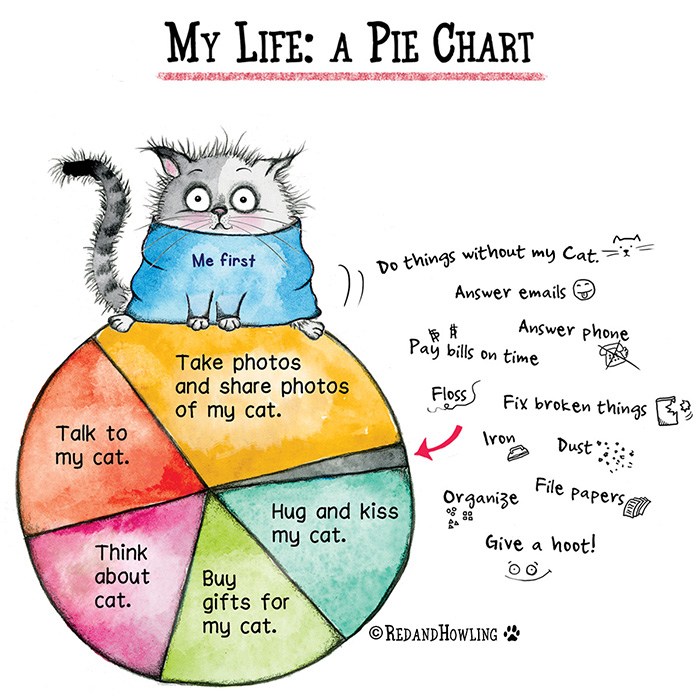 My Life: a Pie Chart
Me first
Take photos
and share photos
of my cat.
Talk to
my cat.
Think
about
cat.
Buy
gifts for
my cat.
Hug and kiss
my cat.
Do things without my Cat.
Answer emails
Answer phone
$ $
Pay bills on time
Floss
Fix broken things
Iron
Dust
Organize
File papers
Give a hoot!
© RedandHowling